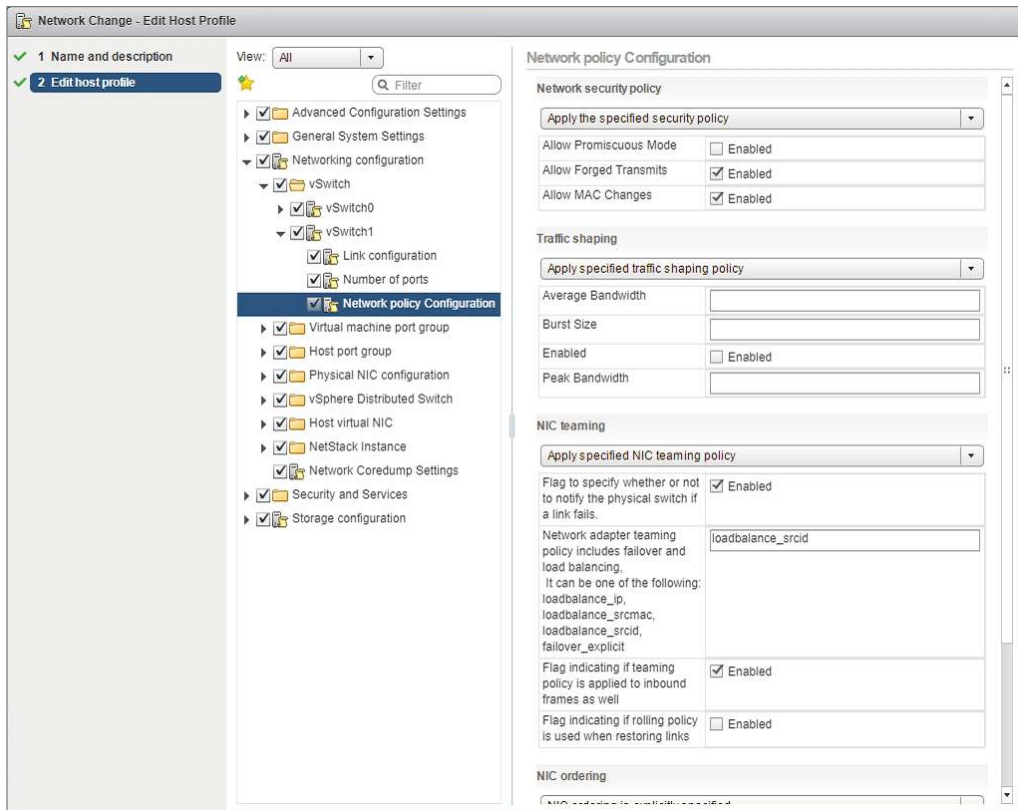 Network Change - Edit Host Profile
1 Name and description
2 Edit host profile
View: All
Filter
Advanced Configuration Settings
General System Settings
Networking configuration
vSwitch
vSwitch0
vSwitch1
Link configuration
Number of ports
Network policy Configuration
Virtual machine port group
Host port group
Physical NIC configuration
vSphere Distributed Switch
Host virtual NIC
NetStack Instance
Network Coredump Settings
Security and Services
Storage configuration
Network policy Configuration
Network security policy
Apply the specified security policy
Allow Promiscuous Mode Enabled
Allow Forged Transmits Enabled
Allow MAC Changes Enabled
Traffic shaping
Apply specified traffic shaping policy
Average Bandwidth
Burst Size
Enabled Enabled
Peak Bandwidth
NIC teaming
Apply specified NIC teaming policy
Flag to specify whether or not Enabled
to notify the physical switch if
a link fails.
Network adapter teaming loadbalance_srcid
policy includes failover and
load balancing,
It can be one of the following:
loadbalance_ip,
loadbalance_srcmac,
loadbalance_srcid,
failover_explicit
Flag indicating if teaming Enabled
policy is applied to inbound
frames as well
Flag indicating if rolling policy Enabled
is used when restoring links
NIC ordering
NIC ordering is explicitly specified